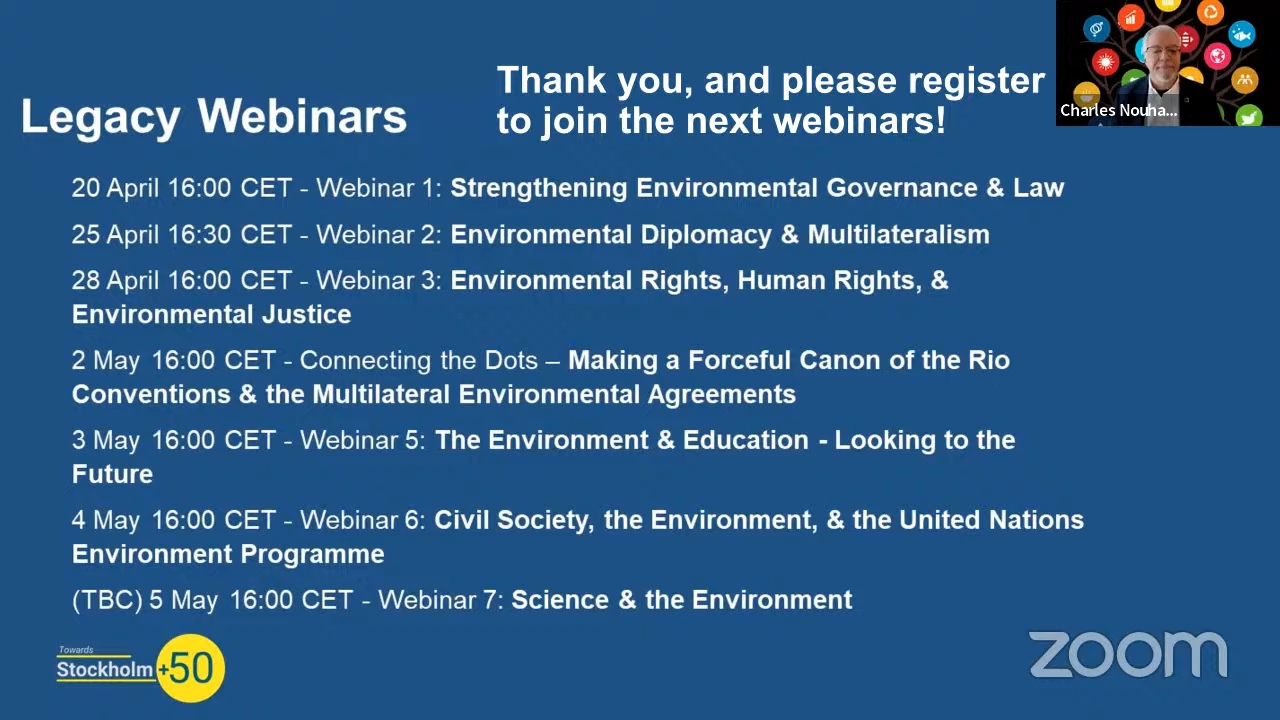 Legacy Webinars
Thank you, and please register
to join the next webinars!
Charles Nouha...
20 April 16:00 CET - Webinar 1: Strengthening Environmental Governance & Law
25 April 16:30 CET - Webinar 2: Environmental Diplomacy & Multilateralism
28 April 16:00 CET - Webinar 3: Environmental Rights, Human Rights, &
Environmental Justice
2 May 16:00 CET - Connecting the Dots – Making a Forceful Canon of the Rio
Conventions & the Multilateral Environmental Agreements
3 May 16:00 CET - Webinar 5: The Environment & Education - Looking to the
Future
4 May 16:00 CET - Webinar 6: Civil Society, the Environment, & the United Nations
Environment Programme
(TBC) 5 May 16:00 CET - Webinar 7: Science & the Environment
Towards
Stockholm+50
zoom